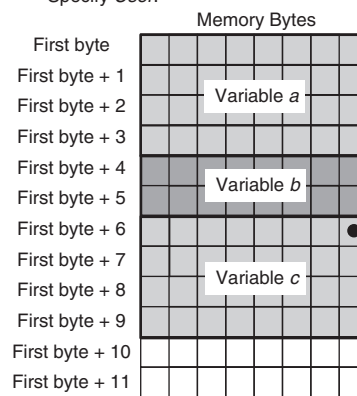 Specify User.
Memory Bytes
First byte
First byte + 1
First byte + 2
First byte + 3
First byte + 4
First byte + 5
First byte + 6
First byte + 7
First byte + 8
First byte + 9
First byte + 10
First byte + 11
Variable a
Variable b
Variable c